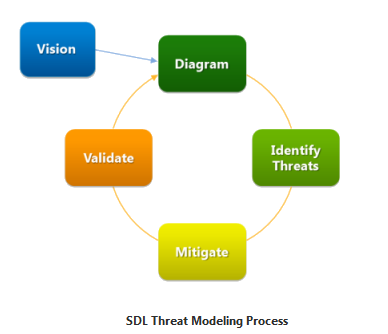 Vision
Diagram
Identify
Threats
Mitigate
Validate
SDL Threat Modeling Process